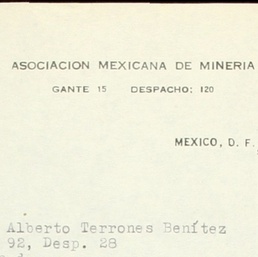 ASOCIACION MEXICANA DE MINERIA
GANTE 15 DESPACHO; 120
MEXICO, D. F.
Alberto Terrones Benítez
92, Desp. 28